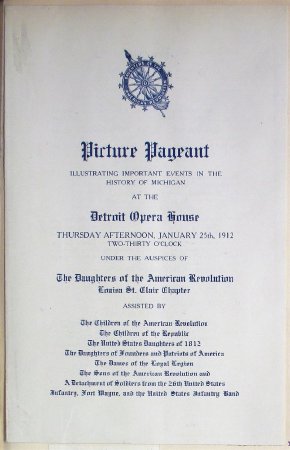 Picture Pageant
ILLUSTRATING IMPORTANT EVENTS IN THE
HISTORY OF MICHIGAN
AT THE
Detroit Opera House
THURSDAY AFTERNOON, JANUARY 25th, 1912
TWO-THIRTY O'CLOCK
UNDER THE AUSPICES OF
The Daughters of the American Revolution
Louisa St. Clair Chapter
ASSISTED BY
The Children of the American Revolution
The Children of the Republic
The United States Daughters of 1812
The Daughters of Founders and Patriots of America
The Dames of the Loyal Legion
The Sons of the American Revolution and
A Detachment of Soldiers from the 26th United States
Infantry, Fort Wayne, and the United States Infantry Band